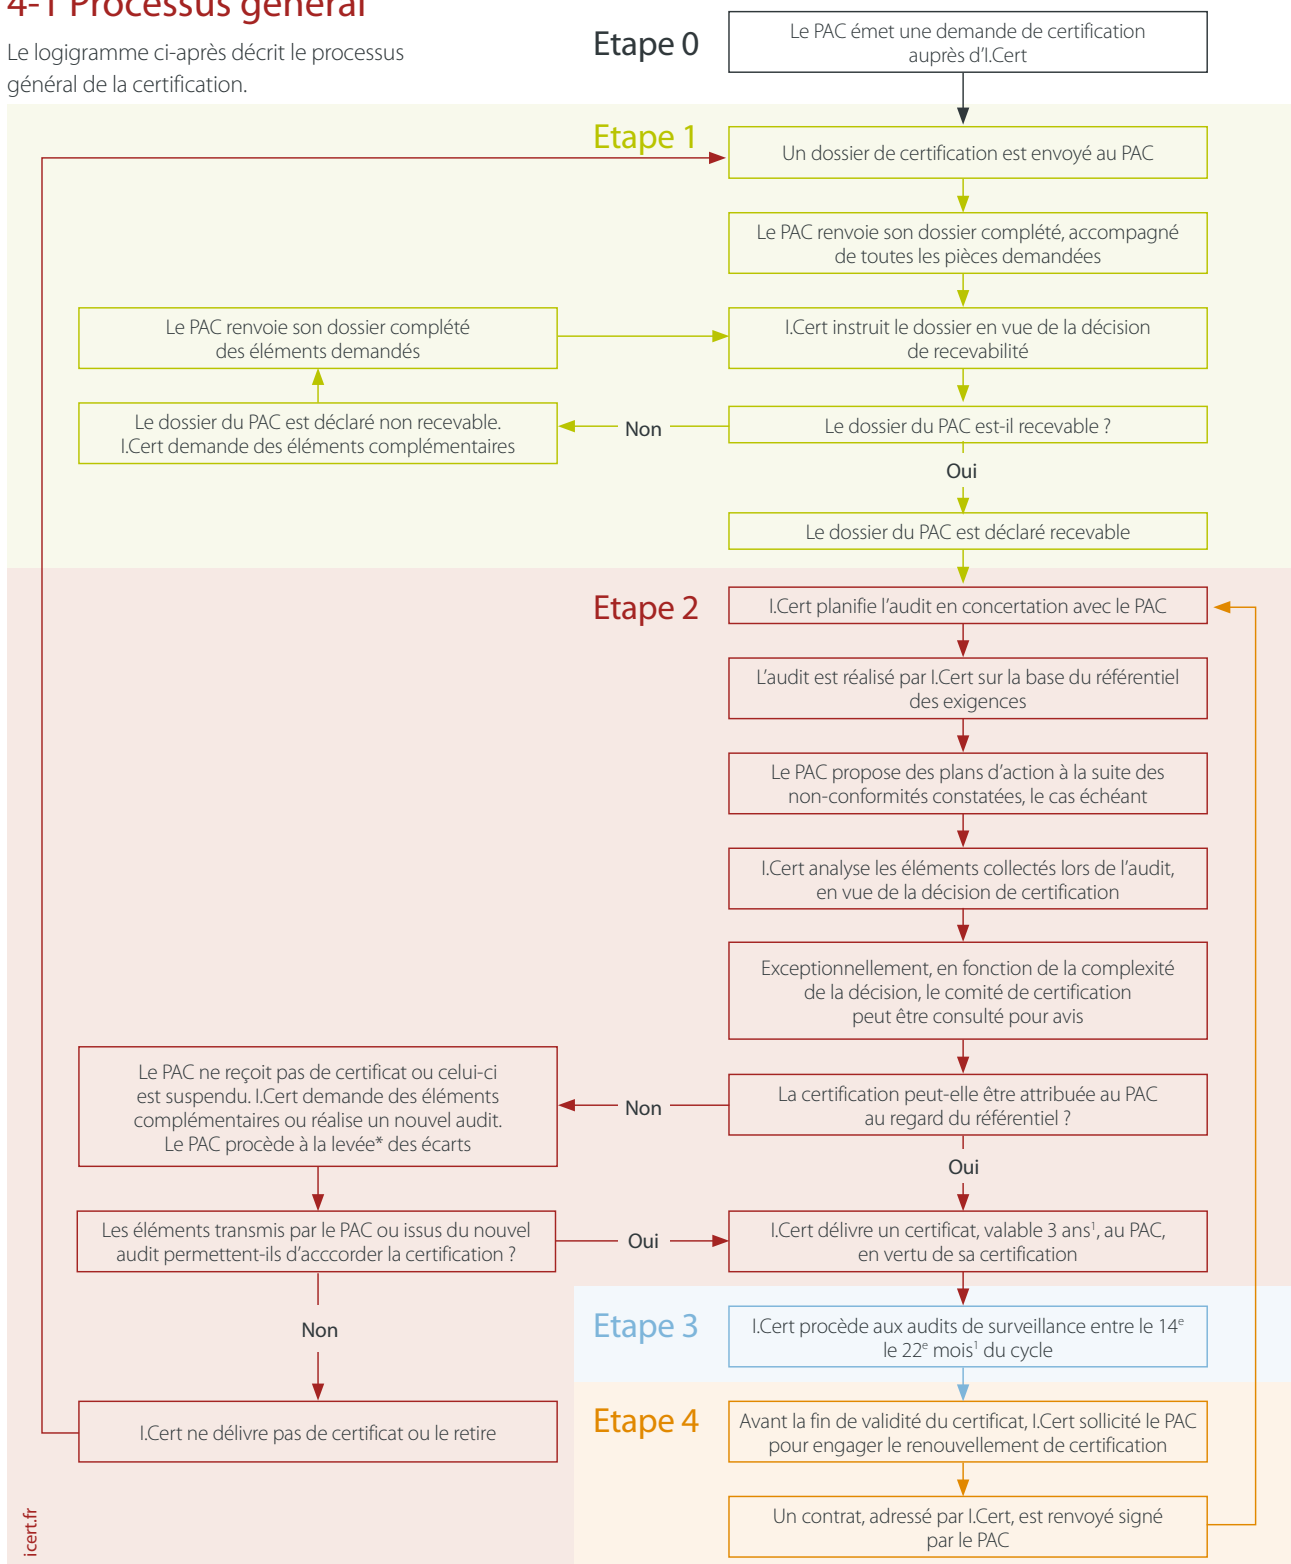 4-1 Processus général
Le logigramme ci-après décrit le processus
général de la certification.
Etape 0
Le PAC émet une demande de certification
auprès d’I.Cert
Etape 1
Un dossier de certification est envoyé au PAC
Le PAC renvoie son dossier complété, accompagné
de toutes les pièces demandées
Le PAC renvoie son dossier complété
des éléments demandés
I.Cert instruit le dossier en vue de la décision
de recevabilité
Le dossier du PAC est déclaré non recevable.
I.Cert demande des éléments complémentaires
Non
Le dossier du PAC est-il recevable ?
Oui
Le dossier du PAC est déclaré recevable
Etape 2
I.Cert planifie l’audit en concertation avec le PAC
L’audit est réalisé par I.Cert sur la base du référentiel
des exigences
Le PAC propose des plans d’action à la suite des
non-conformités constatées, le cas échéant
I.Cert analyse les éléments collectés lors de l’audit,
en vue de la décision de certification
Exceptionnellement, en fonction de la complexité
de la décision, le comité de certification
peut être consulté pour avis
Le PAC ne reçoit pas de certificat ou celui-ci
est suspendu. I.Cert demande des éléments
complémentaires ou réalise un nouvel audit.
Le PAC procède à la levée* des écarts
Non
La certification peut-elle être attribuée au PAC
au regard du référentiel ?
Oui
Les éléments transmis par le PAC ou issus du nouvel
audit permettent-ils d’acccorder la certification ?
Oui
I.Cert délivre un certificat, valable 3 ans¹, au PAC,
en vertu de sa certification
Non
Etape 3
I.Cert procède aux audits de surveillance entre le 14ᵉ
le 22ᵉ mois¹ du cycle
I.Cert ne délivre pas de certificat ou le retire
Etape 4
Avant la fin de validité du certificat, I.Cert sollicité le PAC
pour engager le renouvellement de certification
Un contrat, adressé par I.Cert, est renvoyé signé
par le PAC
icert.fr